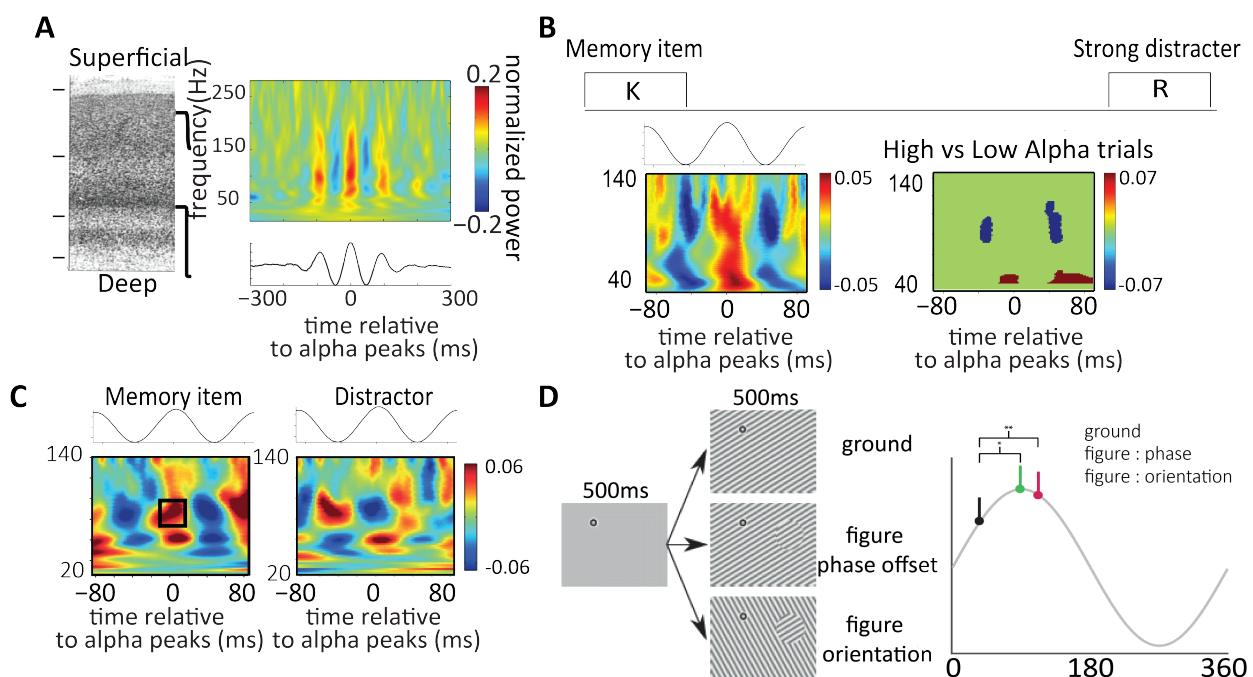 A
Superficial
Deep
frequency(Hz)
250
150
50
0.2
−0.2
normalized power
−300
0
300
time relative
to alpha peaks (ms)
B
Memory item
K
Strong distracter
R
140
40
0.05
-0.05
−80
0
80
time relative
to alpha peaks (ms)
High vs Low Alpha trials
140
40
0.07
-0.07
−80
0
80
time relative
to alpha peaks (ms)
C
Memory item
140
20
−80
0
80
time relative
to alpha peaks (ms)
Distractor
140
20
0.06
-0.06
−80
0
80
time relative
to alpha peaks (ms)
D
500ms
500ms
ground
figure
phase offset
figure
orientation
**
*
ground
figure : phase
figure : orientation
0
180
360